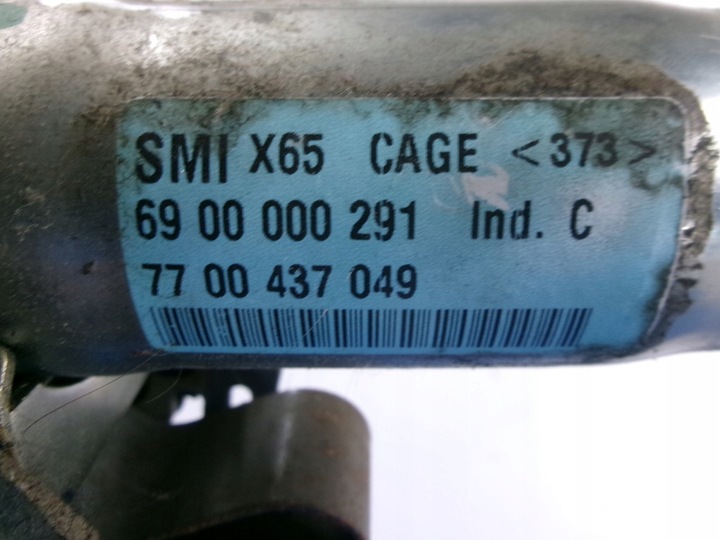 SMI X65 CAGE <373>
69 00 000 291 Ind. C
77 00 437 049